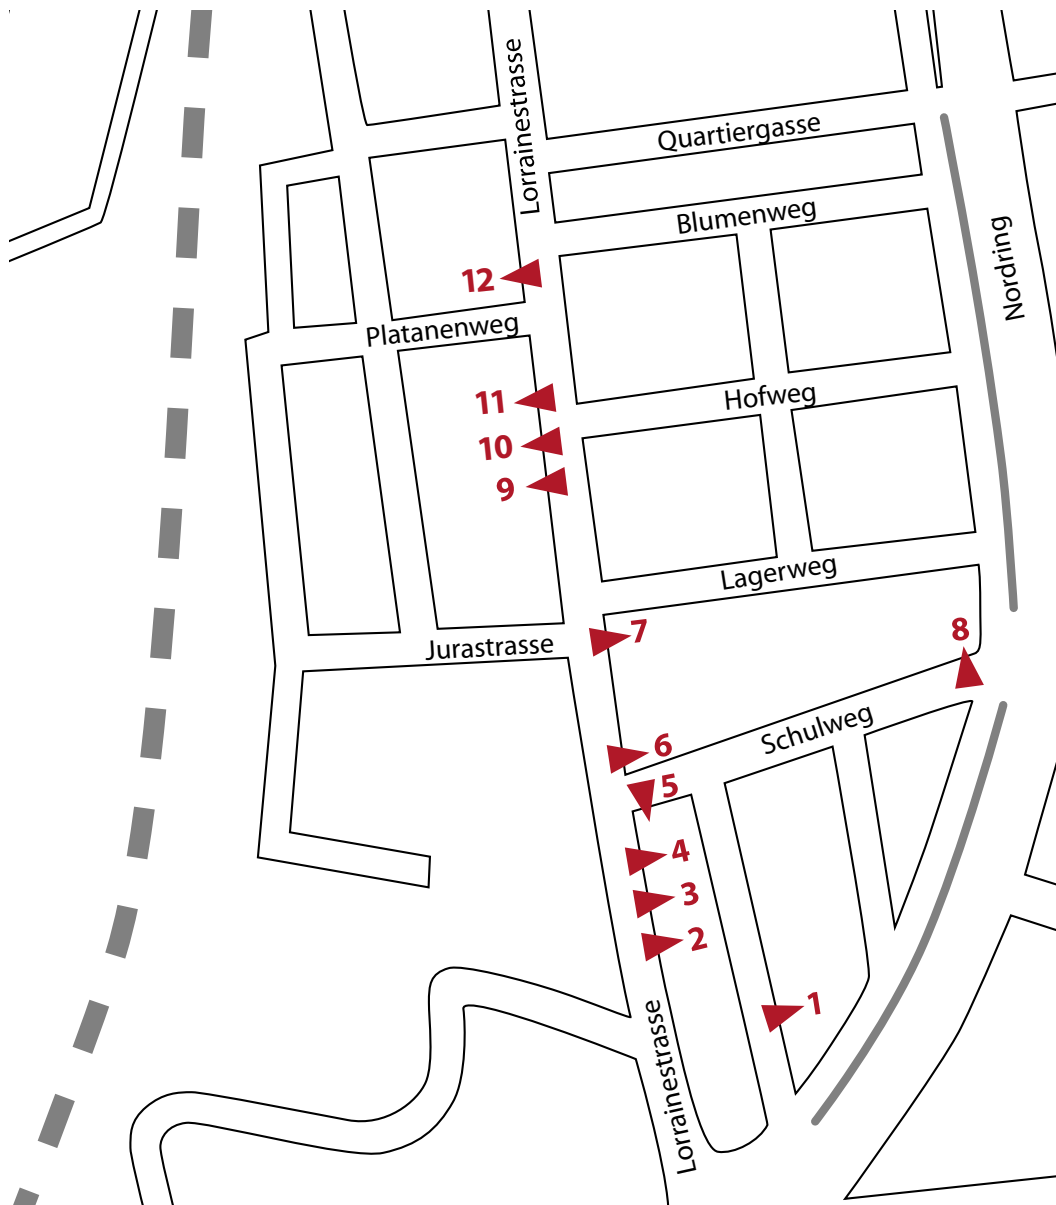 Lorrainestrasse
Quartiergasse
Blumenweg
Nordring
12
Platanenweg
11
Hofweg
10
9
Lagerweg
7
8
Jurastrasse
Schulweg
6
5
4
3
2
1
Lorrainestrasse